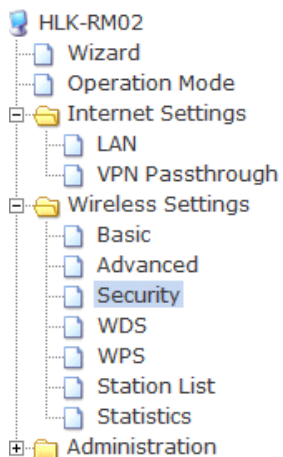 HLK-RM02
Wizard
Operation Mode
Internet Settings
LAN
VPN Passthrough
Wireless Settings
Basic
Advanced
Security
WDS
WPS
Station List
Statistics
Administration